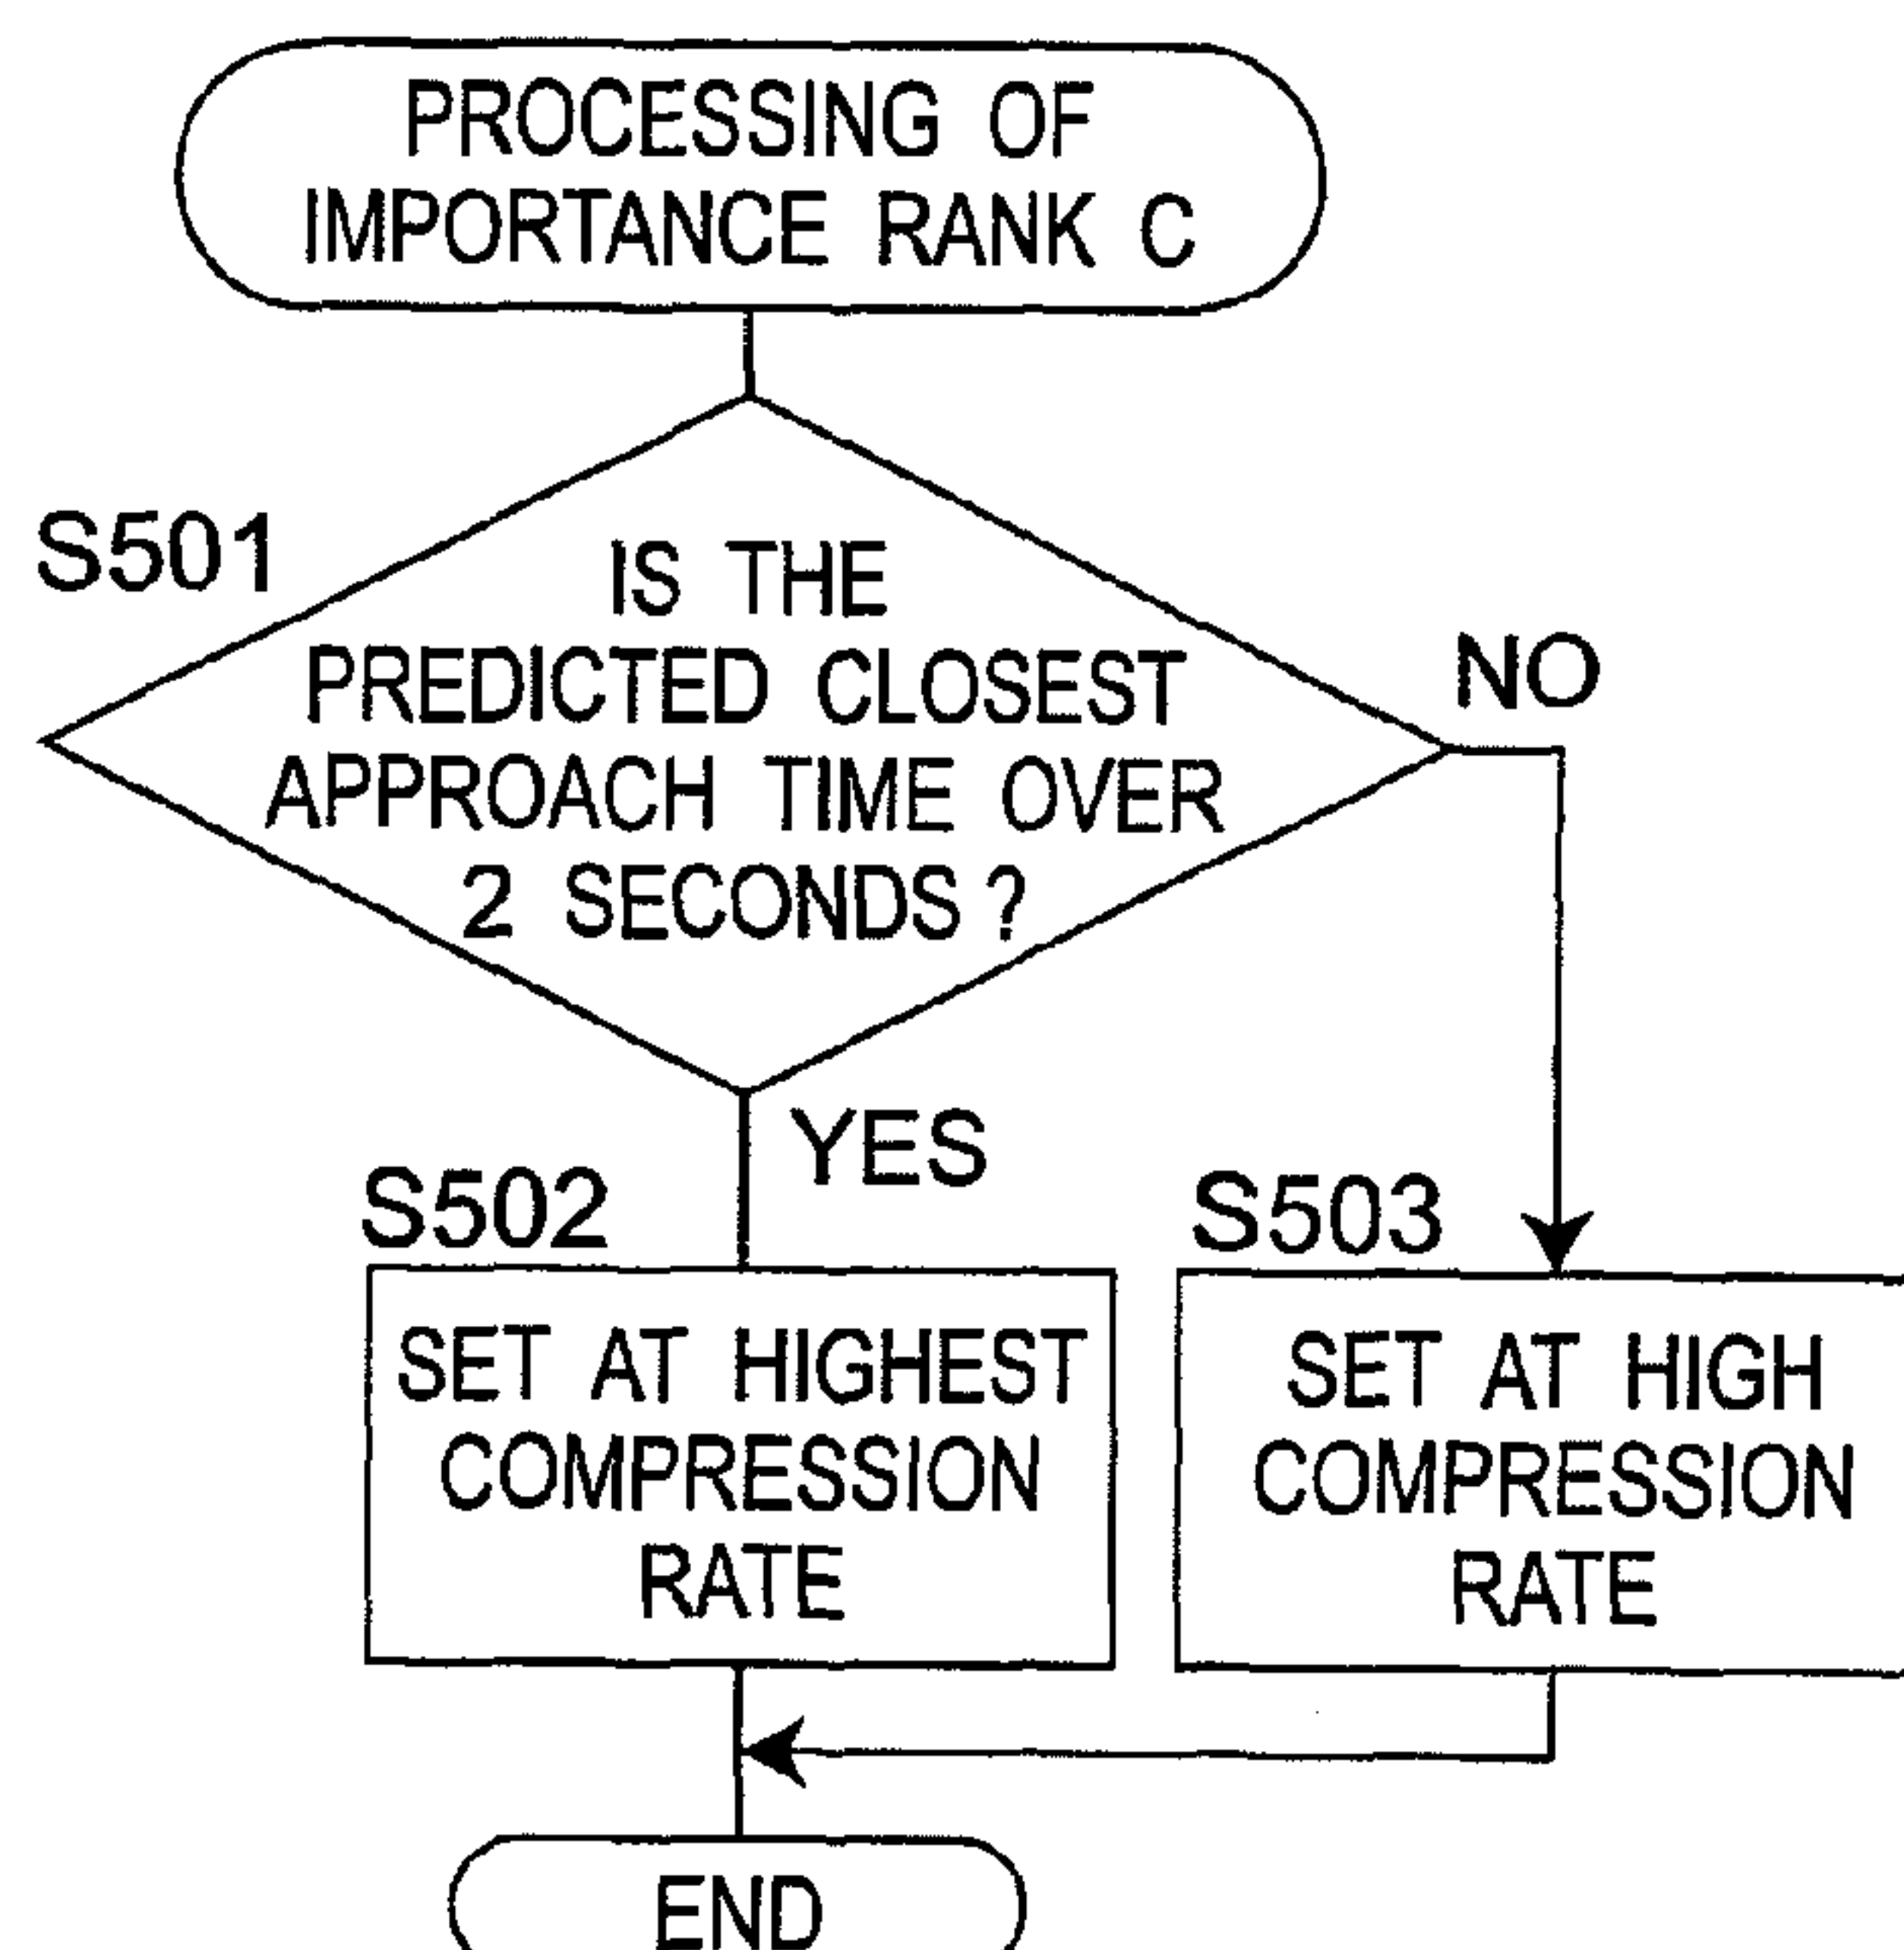 PROCESSING OF
IMPORTANCE RANK C
S501
IS THE
PREDICTED CLOSEST
APPROACH TIME OVER
2 SECONDS?
NO
YES
S502
SET AT HIGHEST
COMPRESSION
RATE
S503
SET AT HIGH
COMPRESSION
RATE
END